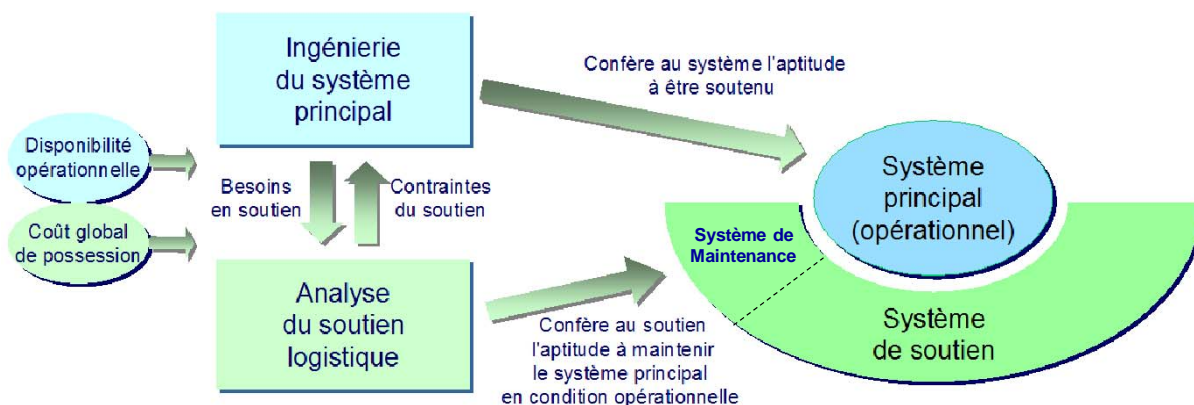 Ingénierie
du système
principal
Confère au système l'aptitude
à être soutenu
Disponibilité
opérationnelle
Besoins
en soutien
Contraintes
du soutien
Système
principal
(opérationnel)
Coût global
de possession
Système de
Maintenance
Analyse
du soutien
logistique
Confère au soutien
l'aptitude à maintenir
le système principal
en condition opérationnelle
Système
de soutien